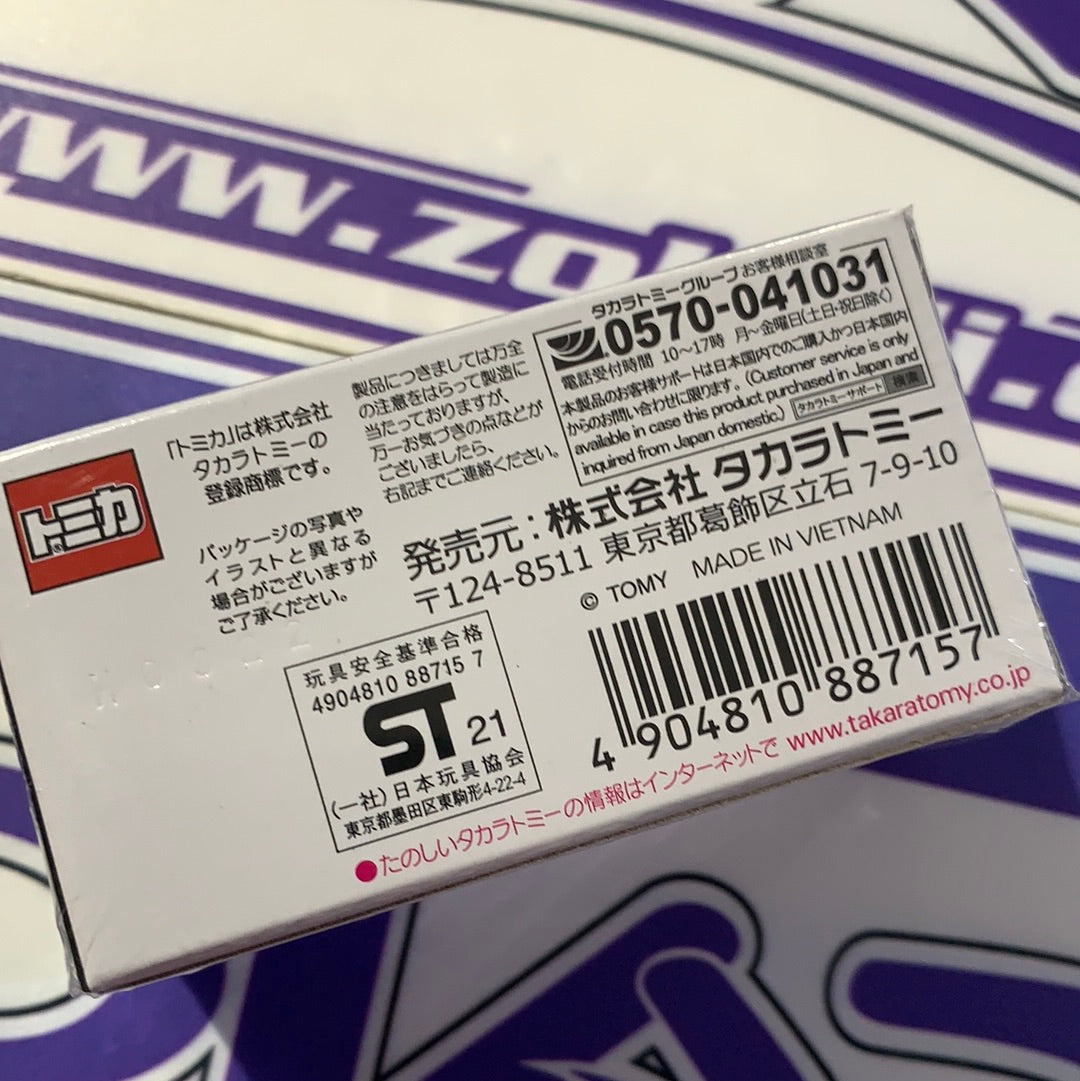 www.zo
トミカ
「トミカ」は株式会社
タカラトミーの
登録商標です。
パッケージの写真や
イラストと異なる
場合がございますが
ご了承ください。
製品につきましては万全
の注意をはらって製造に
当たっておりますが、
万一お気づきの点などが
ございましたら、
右記までご連絡ください。
タカラトミーグループお客様相談室
0570-041031
電話受付時間 10〜17時 月〜金曜日(土日・祝日除く)
本製品のお客様サポートは日本国内でのご購入かつ日本国内
からのお問い合わせに限ります。(Customer service is only
available in case this product purchased in Japan and
inquired from Japan domestic.)
タカラトミーサポート 検索
発売元:株式会社 タカラトミー
〒124-8511 東京都葛飾区立石 7-9-10
© TOMY MADE IN VIETNAM
玩具安全基準合格
4904810 88715 7
ST 21
(一社)日本玩具協会
東京都墨田区東駒形4-22-4
4 904810 887157
●たのしいタカラトミーの情報はインターネットで www.takaratomy.co.jp